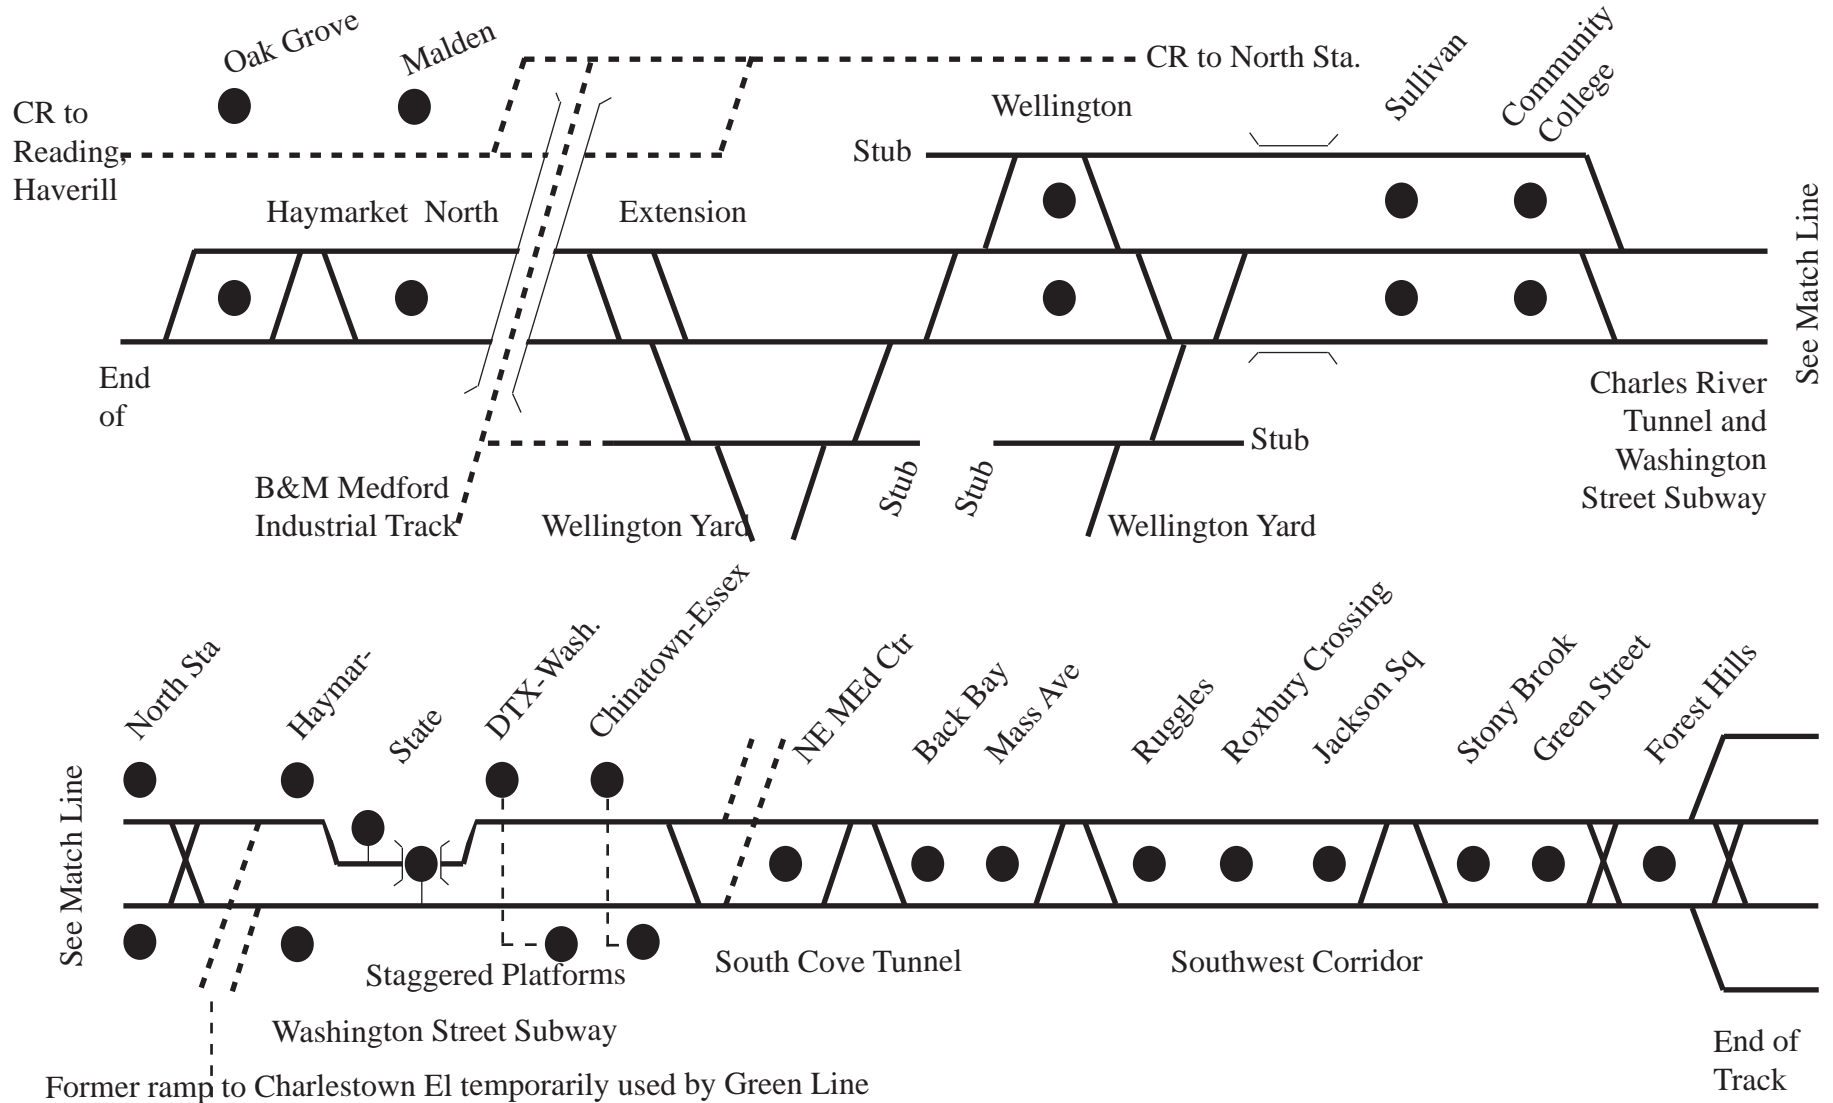 Oak Grove
Malden
CR to North Sta.
Sullivan
Community
College
CR to
Reading,
Haverill
Wellington
Stub
Haymarket North
Extension
See Match Line
End
of
Charles River
Tunnel and
Washington
Street Subway
Stub
Stub
Stub
B&M Medford
Industrial Track
Wellington Yard
Wellington Yard
See Match Line
North Sta
Haymar-
State
DTX-Wash.
Chinatown-Essex
NE MEd Ctr
Back Bay
Mass Ave
Ruggles
Roxbury Crossing
Jackson Sq
Stony Brook
Green Street
Forest Hills
Staggered Platforms
South Cove Tunnel
Southwest Corridor
Washington Street Subway
End of
Track
Former ramp to Charlestown El temporarily used by Green Line